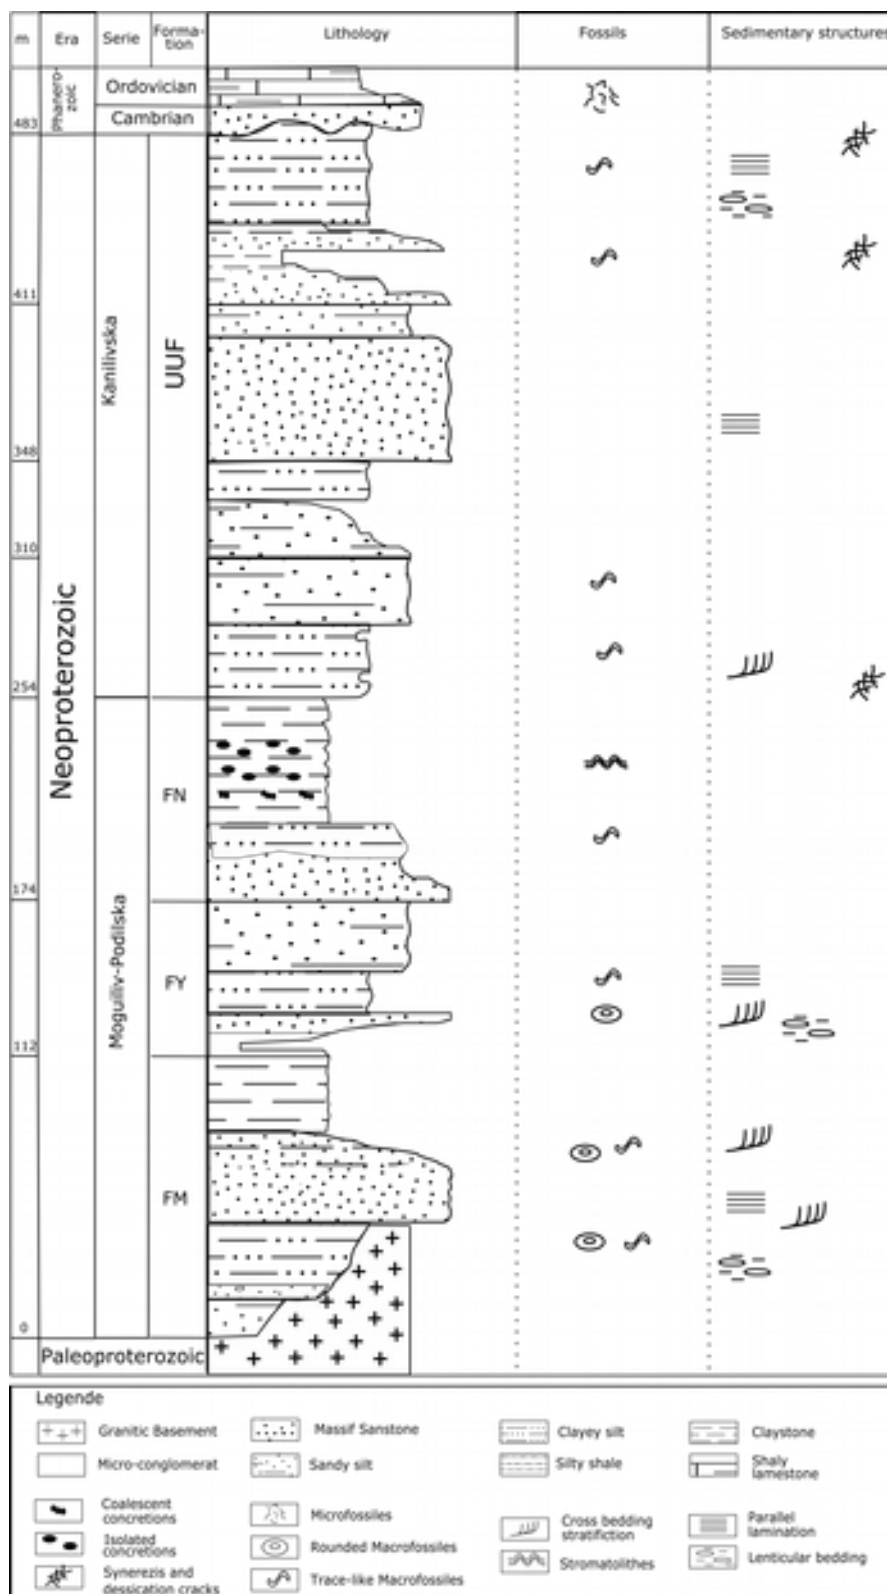 m Era Serie Forma-
tion Lithology Fossils Sedimentary structures
Phanero-
zoic
Ordovician
Cambrian
483
411
Kanilivska
UUF
348
310
Neoproterozoic
254
FN
174
Moguiliv-Podilska
FY
112
FM
0
Paleoproterozoic
Legende
Granitic Basement
Massif Sanstone
Clayey silt
Claystone
Micro-conglomerat
Sandy silt
Silty shale
Shaly
lamestone
Coalescent
concretions
Microfossiles
Cross bedding
stratifiction
Parallel
lamination
Isolated
concretions
Rounded Macrofossiles
Stromatolithes
Lenticular bedding
Synerezis and
dessication cracks
Trace-like Macrofossiles